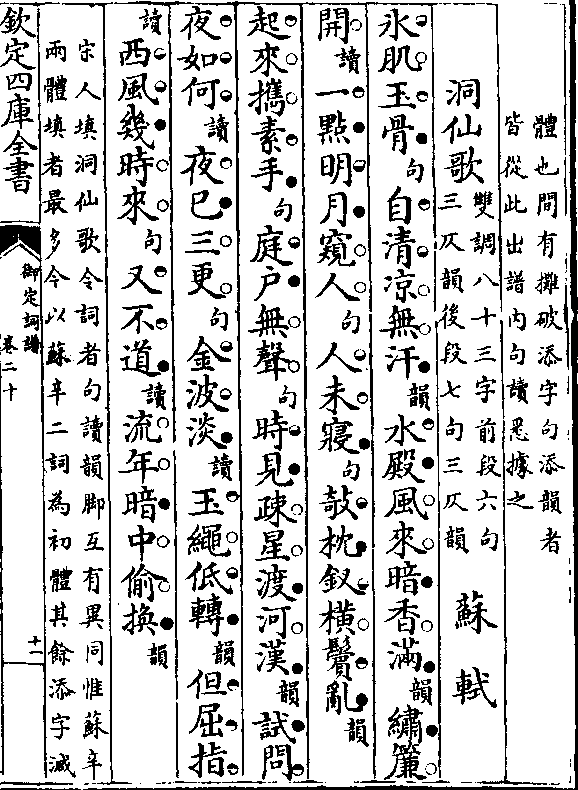 體也間有攤破添字句添韻者
皆從此出譜內句讀悉據之
洞仙歌 雙調八十三字前段六句
三仄韻後段七句三仄韻 蘇軾
冰肌玉骨句自清涼無汗韻水殿風來暗香滿韻繡簾
開讀一點明月窺人句人未寢句攲枕釵橫鬢亂韻
起來攜素手句庭戶無聲句時見疎星渡河漢韻試問
夜如何讀夜已三更句金波淡讀玉繩低轉韻但屈指
讀西風幾時來句又不道讀流年暗中偷換韻
宋人填洞仙歌令詞者句讀韻脚互有異同惟蘇辛
兩體填者最多今以蘇辛二詞為初體其餘添字減
欽定四庫全書
御定詞譜
卷二十
十一